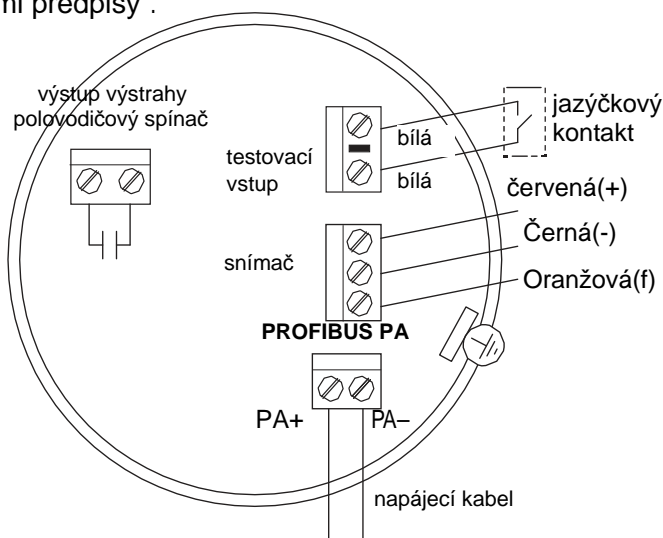 mi předpisy".
výstup výstrahy
polovodičový spínač
testovací
vstup
bílá
bílá
jazýčkový
kontakt
snímač
červená(+)
Černá(-)
Oranžová(f)
PROFIBUS PA
PA+
PA–
napájecí kabel